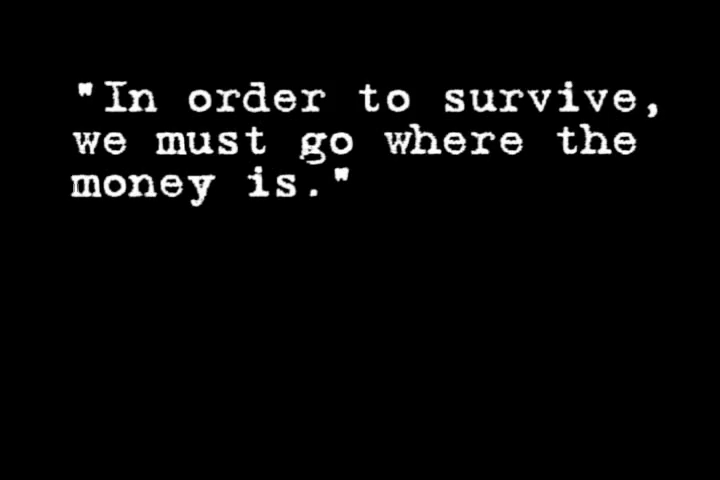 "In order to survive,
we must go where the
money is."